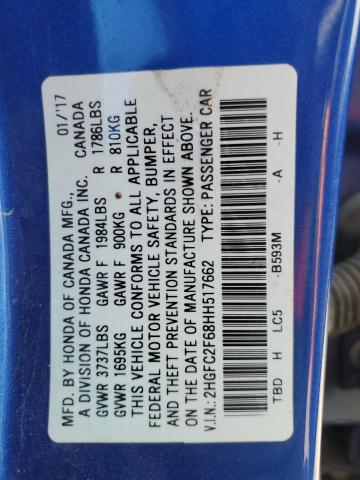 MFD. BY HONDA OF CANADA MFG., 01/'17
A DIVISION OF HONDA CANADA INC. CANADA
GVWR 3737LBS GAWR F 1984LBS R 1786LBS
GVWR 1695KG GAWR F 900KG R 810KG
THIS VEHICLE CONFORMS TO ALL APPLICABLE
FEDERAL MOTOR VEHICLE SAFETY, BUMPER,
AND THEFT PREVENTION STANDARDS IN EFFECT
ON THE DATE OF MANUFACTURE SHOWN ABOVE.
V.I.N.: 2HGFC2F68HH517662 TYPE: PASSENGER CAR
TBD H LC5 -B593M -A -H